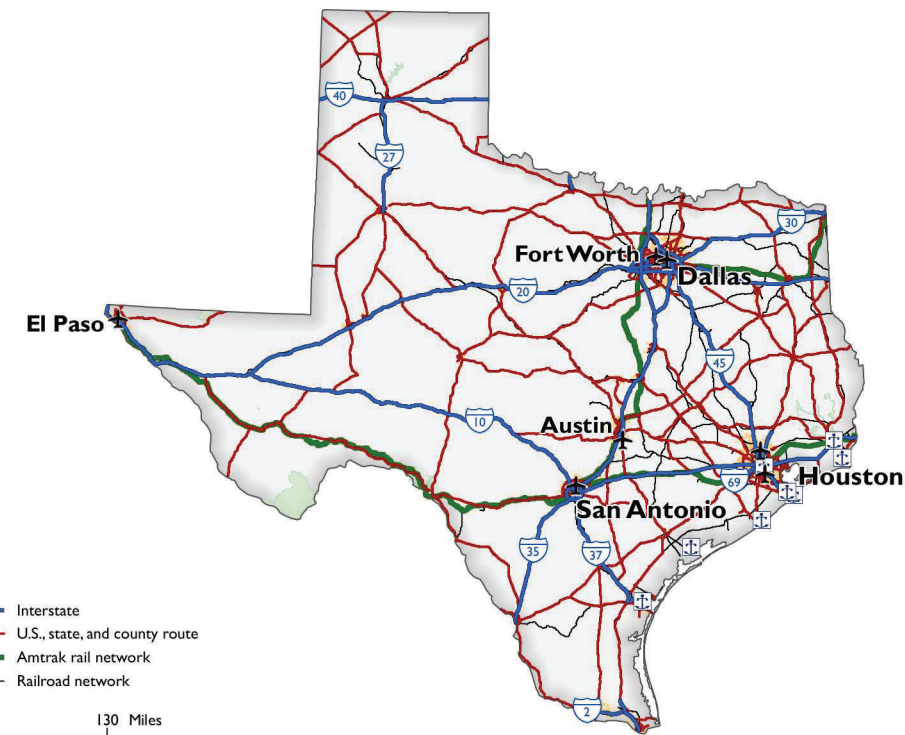 40
27
30
Fort Worth
Dallas
20
El Paso
45
10
Austin
69
Houston
San Antonio
35
37
2
Interstate
U.S., state, and county route
Amtrak rail network
Railroad network
130 Miles